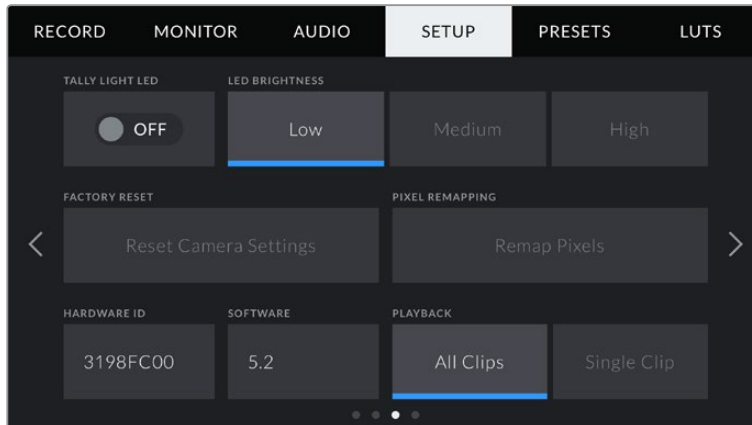 RECORD MONITOR AUDIO SETUP PRESETS LUTS
TALLY LIGHT LED LED BRIGHTNESS
OFF Low Medium High
FACTORY RESET PIXEL REMAPPING
Reset Camera Settings Remap Pixels
HARDWARE ID SOFTWARE PLAYBACK
3198FC00 5.2 All Clips Single Clip